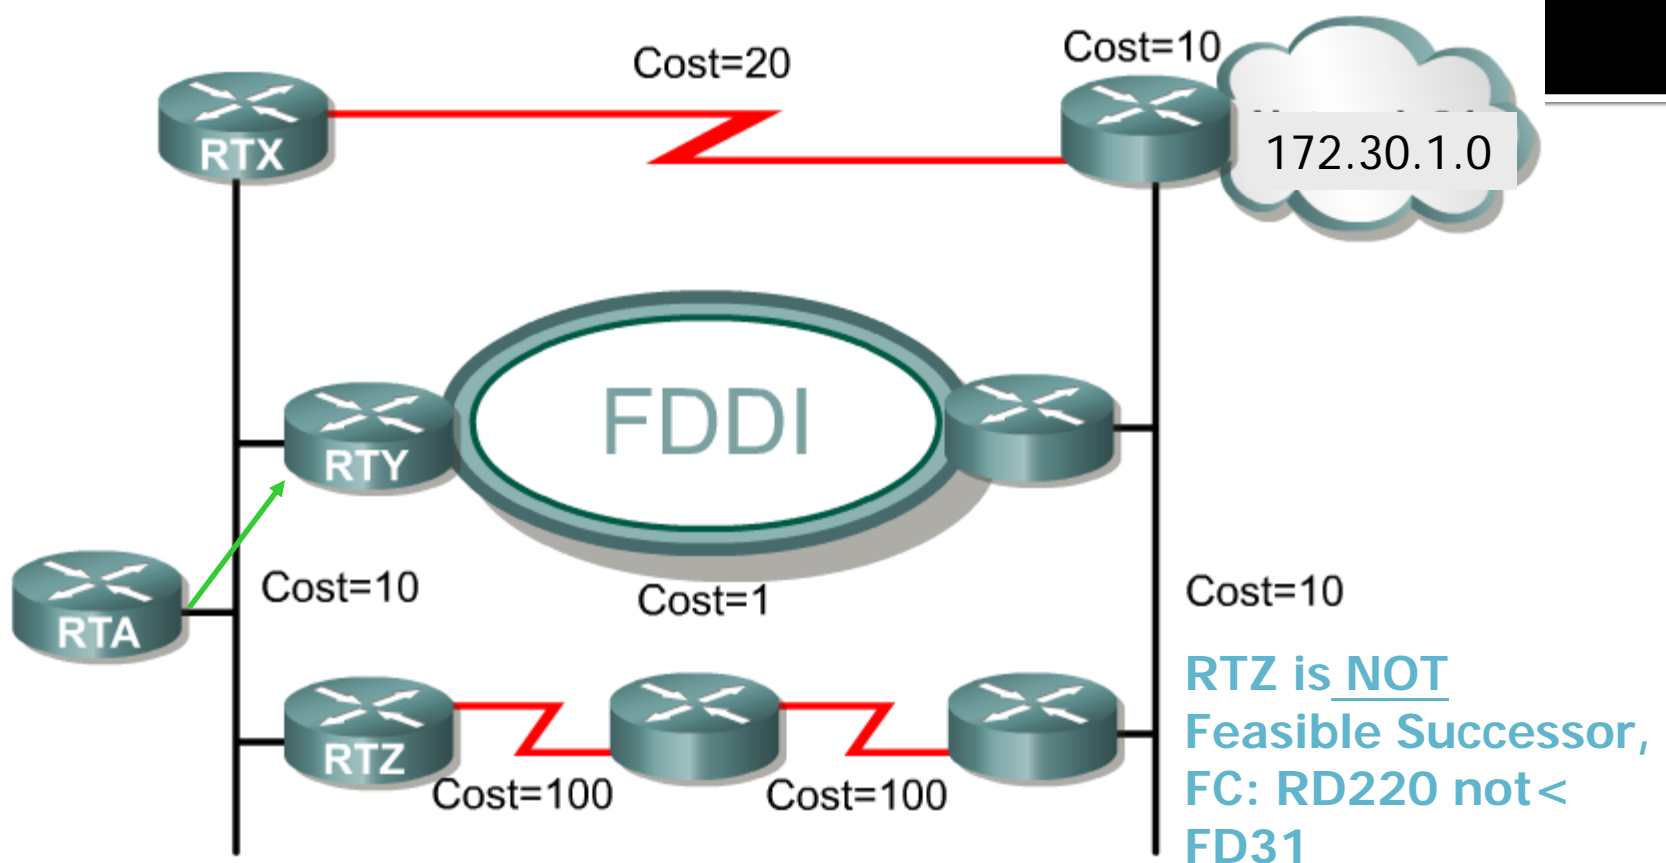 Cost=20
Cost=10
RTX
172.30.1.0
FDDI
RTY
Cost=10
Cost=1
Cost=10
RTA
RTZ is NOT
Feasible Successor,
FC: RD220 not<
FD31
RTZ
Cost=100
Cost=100